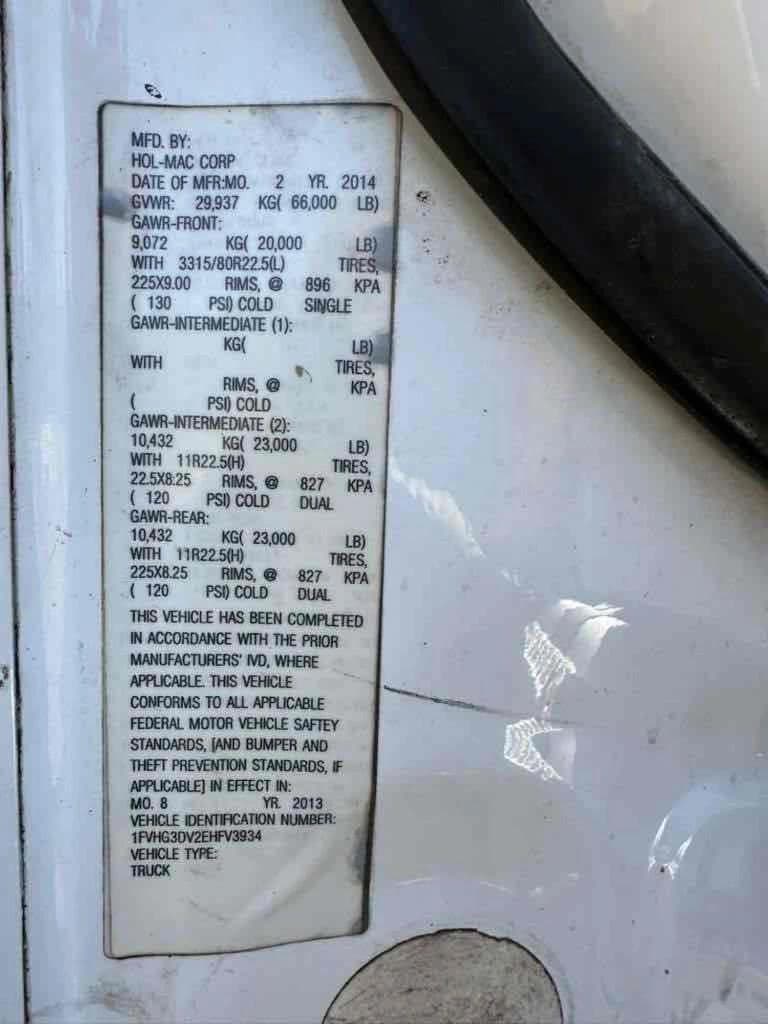 MFD. BY:
HOL-MAC CORP
DATE OF MFR:MO. 2 YR. 2014
GVWR: 29,937 KG( 66,000 LB)
GAWR-FRONT:
9,072 KG( 20,000 LB)
WITH 3315/80R22.5(L) TIRES,
225X9.00 RIMS, @ 896 KPA
( 130 PSI) COLD SINGLE
GAWR-INTERMEDIATE (1):
KG( LB)
WITH TIRES,
RIMS, @ KPA
( PSI) COLD
GAWR-INTERMEDIATE (2):
10,432 KG( 23,000 LB)
WITH 11R22.5(H) TIRES,
22.5X8.25 RIMS, @ 827 KPA
( 120 PSI) COLD DUAL
GAWR-REAR:
10,432 KG( 23,000 LB)
WITH 11R22.5(H) TIRES,
225X8.25 RIMS, @ 827 KPA
( 120 PSI) COLD DUAL
THIS VEHICLE HAS BEEN COMPLETED
IN ACCORDANCE WITH THE PRIOR
MANUFACTURERS' IVD, WHERE
APPLICABLE. THIS VEHICLE
CONFORMS TO ALL APPLICABLE
FEDERAL MOTOR VEHICLE SAFTEY
STANDARDS, [AND BUMPER AND
THEFT PREVENTION STANDARDS, IF
APPLICABLE] IN EFFECT IN:
MO. 8 YR. 2013
VEHICLE IDENTIFICATION NUMBER:
1FVHG3DV2EHFV3934
VEHICLE TYPE:
TRUCK